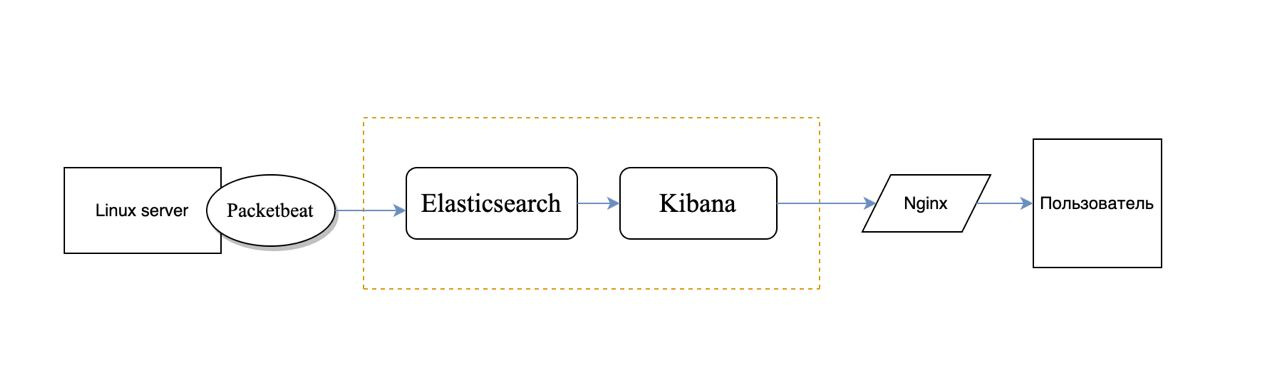 Linux server
Packetbeat
Elasticsearch
Kibana
Nginx
Пользователь